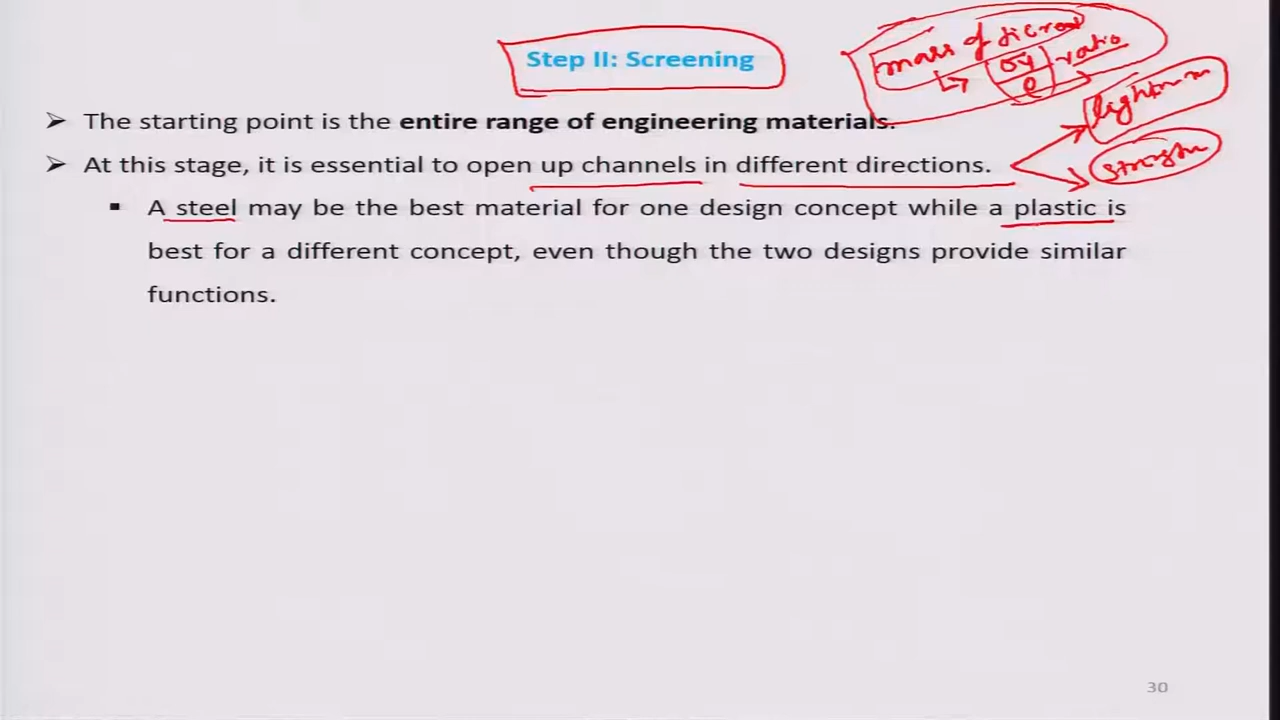 Step II: Screening
mass of
σy ratio
ρ
➢ The starting point is the entire range of engineering materials.
➢ At this stage, it is essential to open up channels in different directions.
▪ A steel may be the best material for one design concept while a plastic is
best for a different concept, even though the two designs provide similar
functions.
30